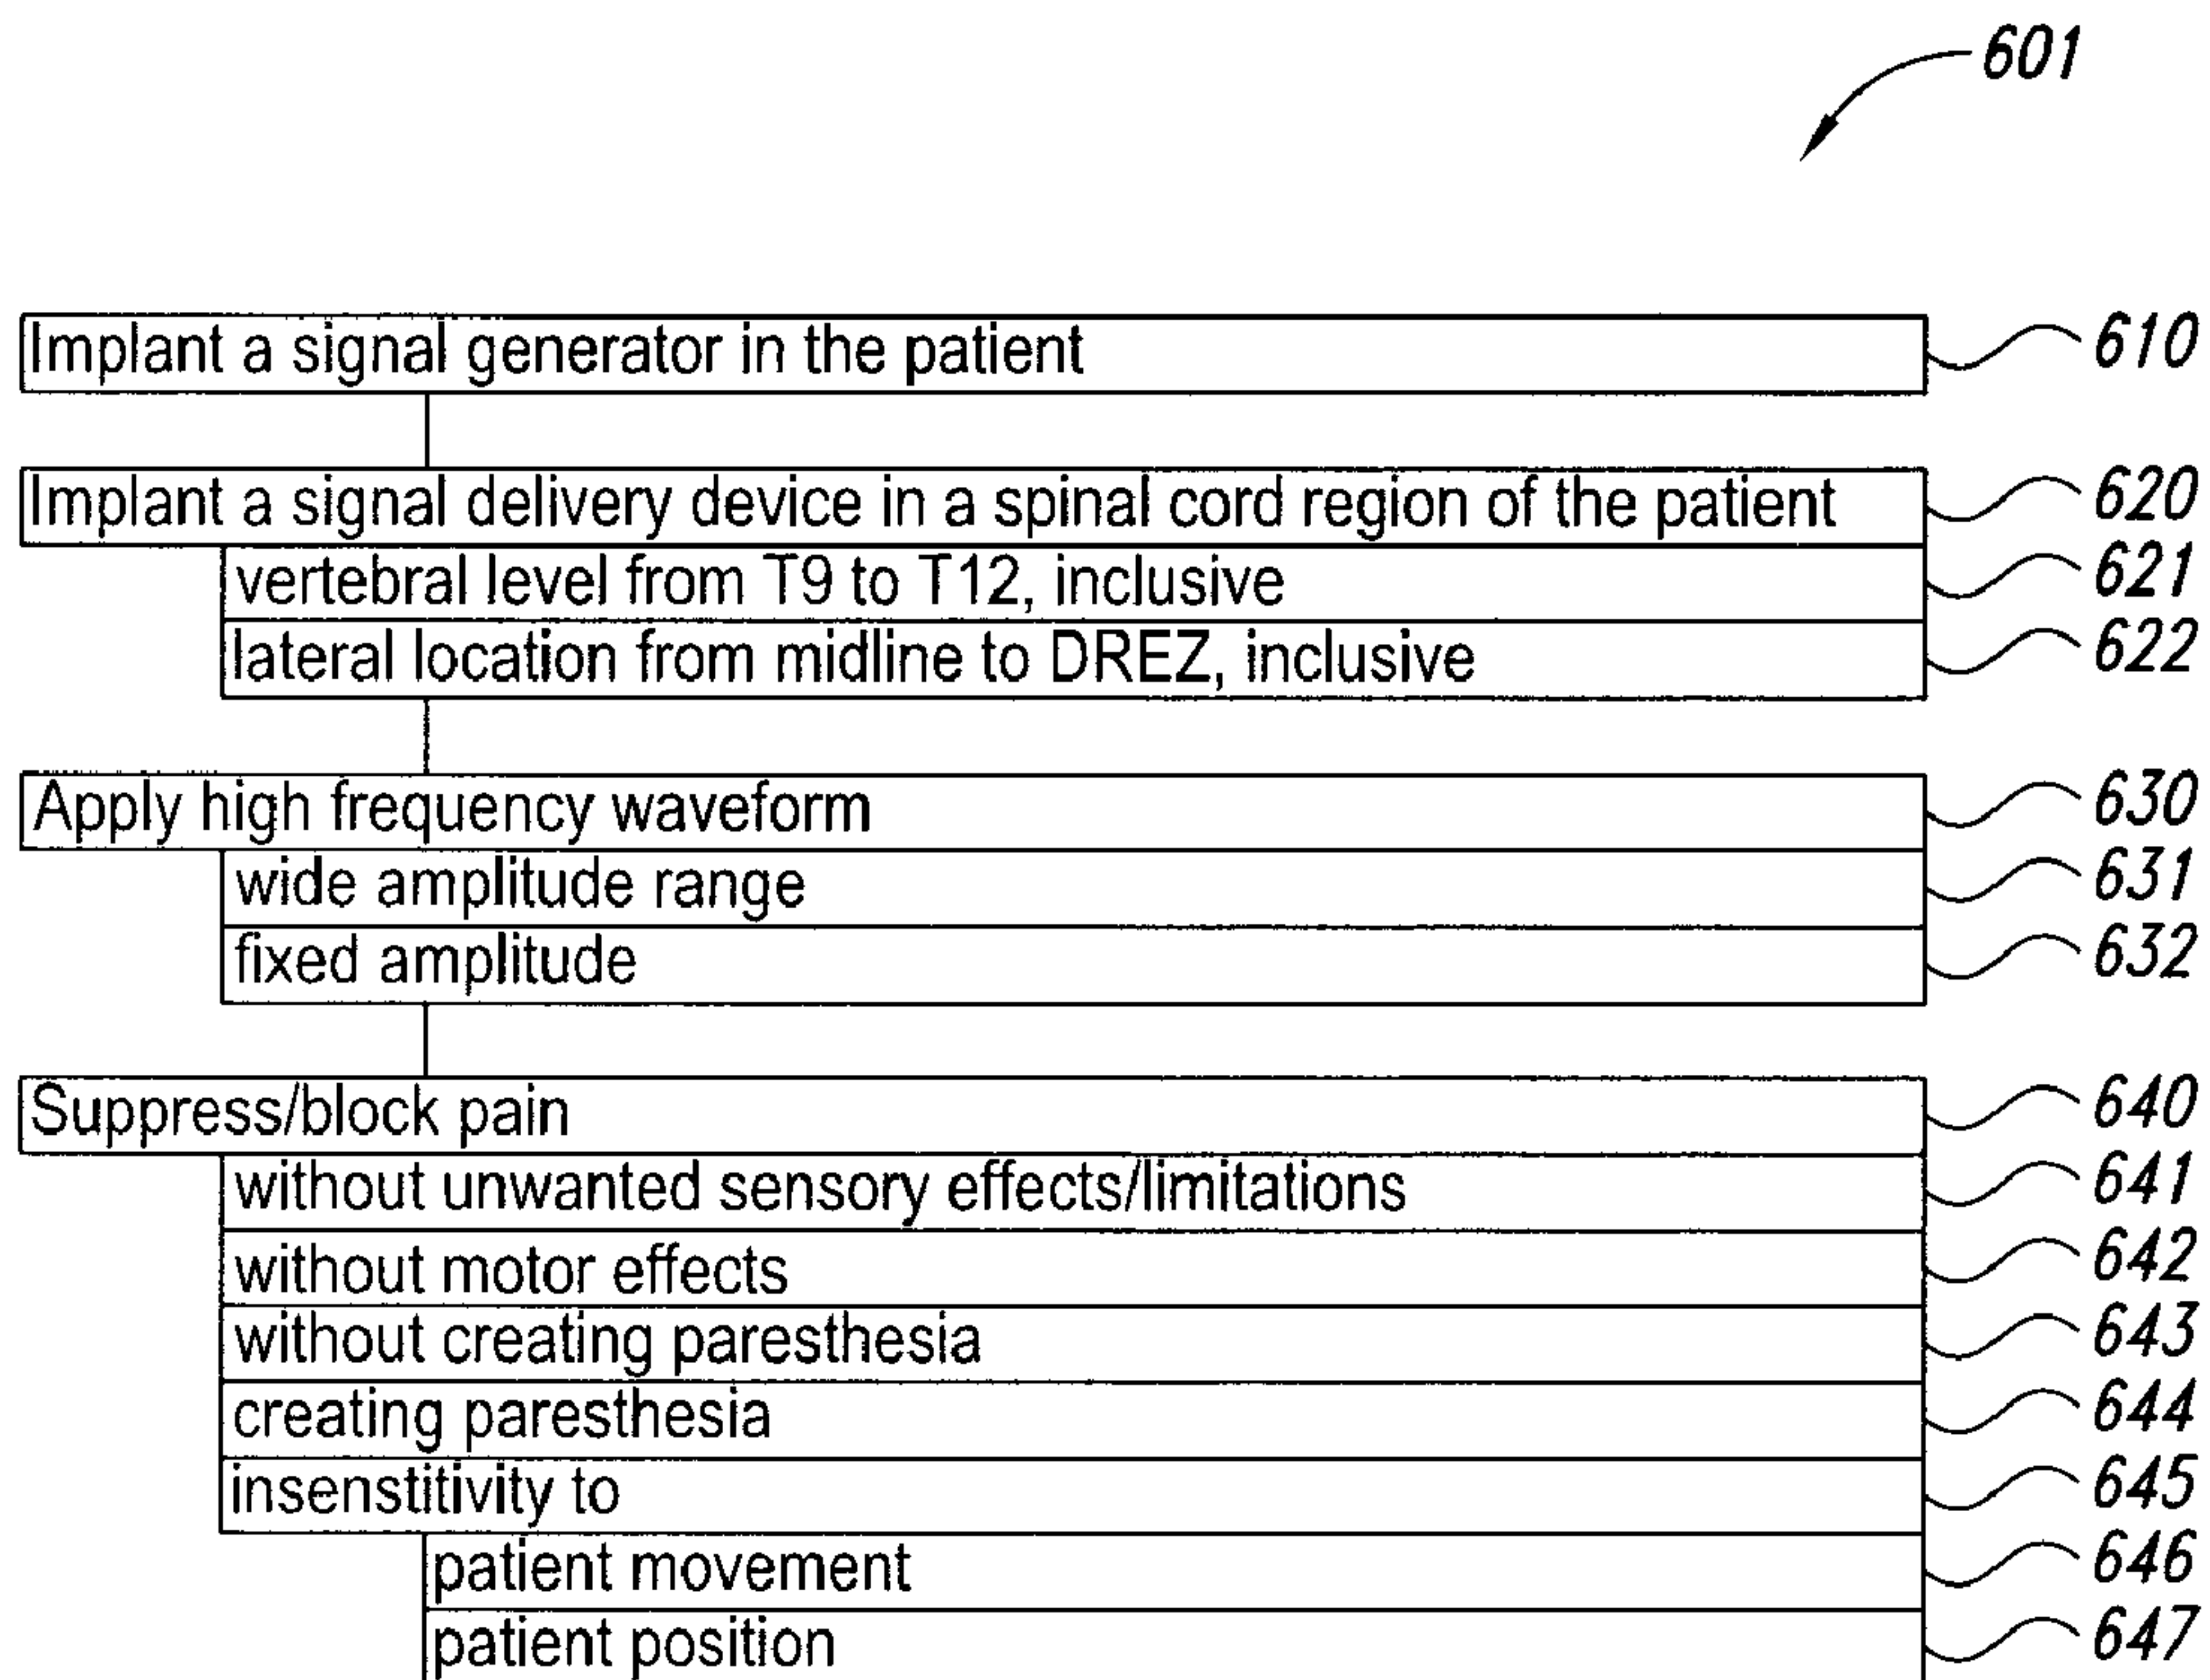 601
Implant a signal generator in the patient 610
Implant a signal delivery device in a spinal cord region of the patient 620
vertebral level from T9 to T12, inclusive 621
lateral location from midline to DREZ, inclusive 622
Apply high frequency waveform 630
wide amplitude range 631
fixed amplitude 632
Suppress/block pain 640
without unwanted sensory effects/limitations 641
without motor effects 642
without creating paresthesia 643
creating paresthesia 644
insenstitivity to 645
patient movement 646
patient position 647